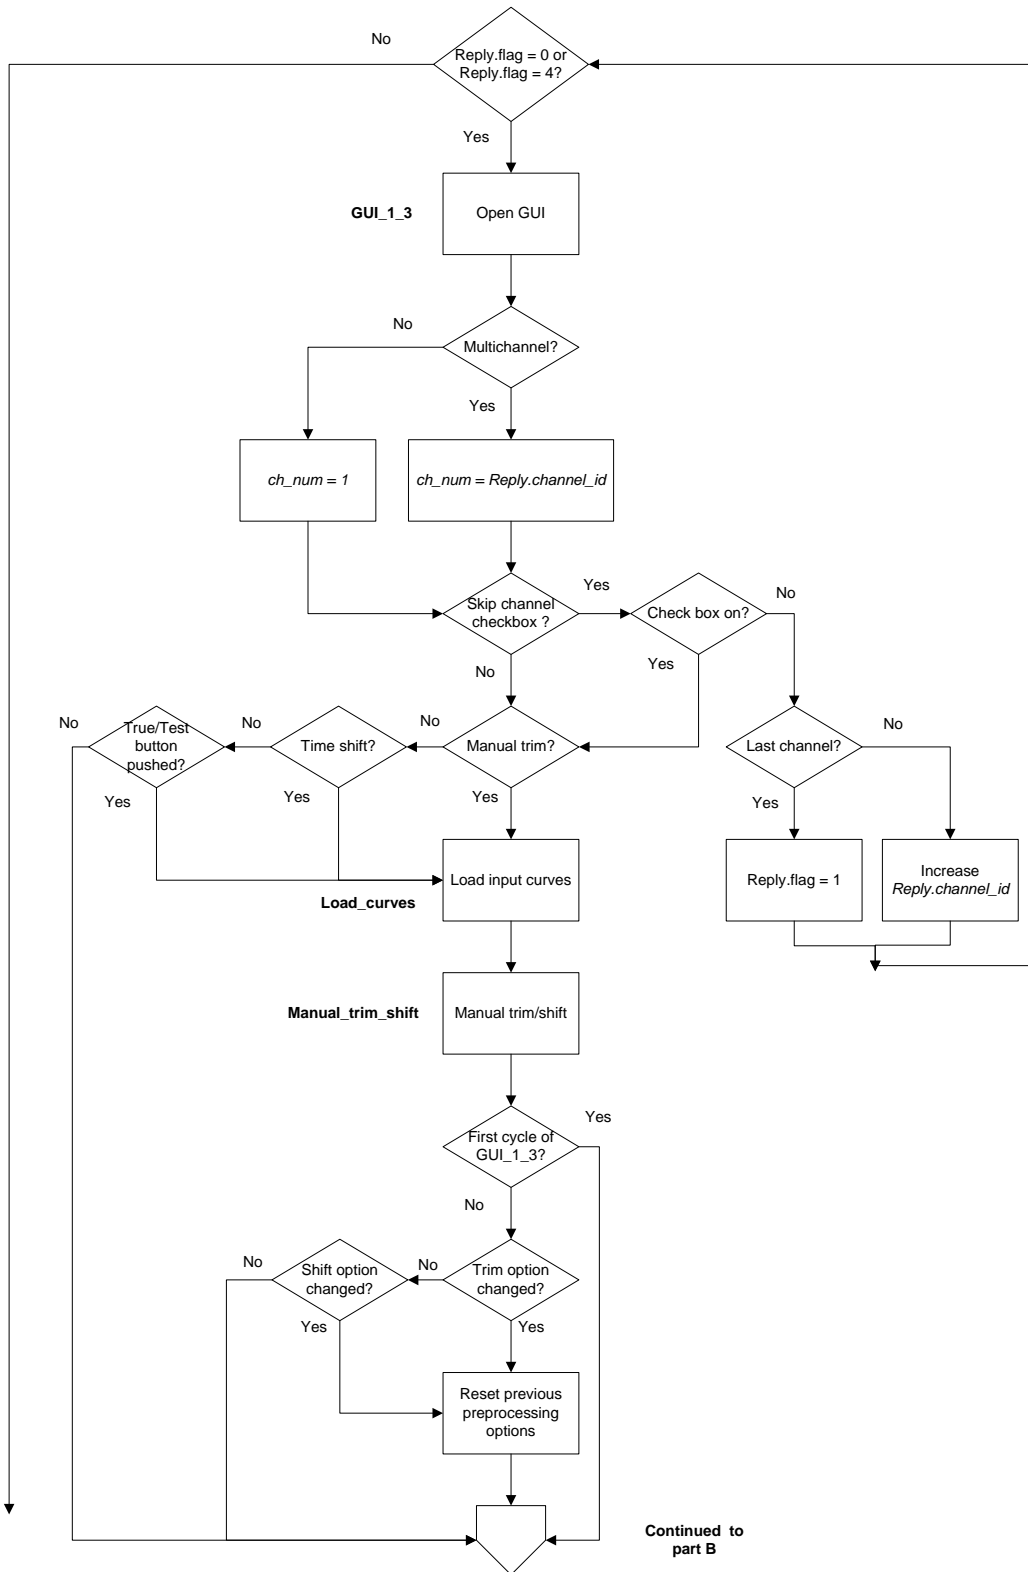 No
Reply.flag = 0 or
Reply.flag = 4?
Yes
GUI_1_3
Open GUI
No
Multichannel?
Yes
ch_num = 1
ch_num = Reply.channel_id
Skip channel
checkbox ?
Yes
Check box on?
No
No
Yes
No
True/Test
button
pushed?
No
Time shift?
No
Manual trim?
Last channel?
No
Yes
Yes
Yes
Yes
Load input curves
Load_curves
Reply.flag = 1
Increase
Reply.channel_id
Manual_trim_shift
Manual trim/shift
First cycle of
GUI_1_3?
Yes
No
No
Shift option
changed?
No
Trim option
changed?
Yes
Yes
Reset previous
preprocessing
options
Continued to
part B